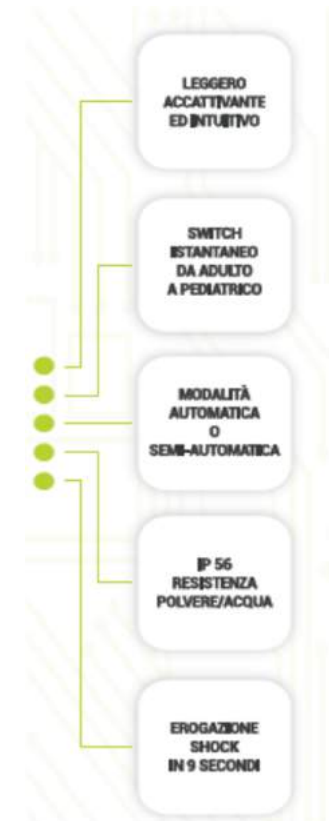 LEGGERO
ACCATTIVANTE
ED INTUITIVO
SWITCH
ISTANTANEO
DA ADULTO
A PEDIATRICO
MODALITÀ
AUTOMATICA
O
SEMI-AUTOMATICA
IP 56
RESISTENZA
POLVERE/ACQUA
EROGAZIONE
SHOCK
IN 9 SECONDI